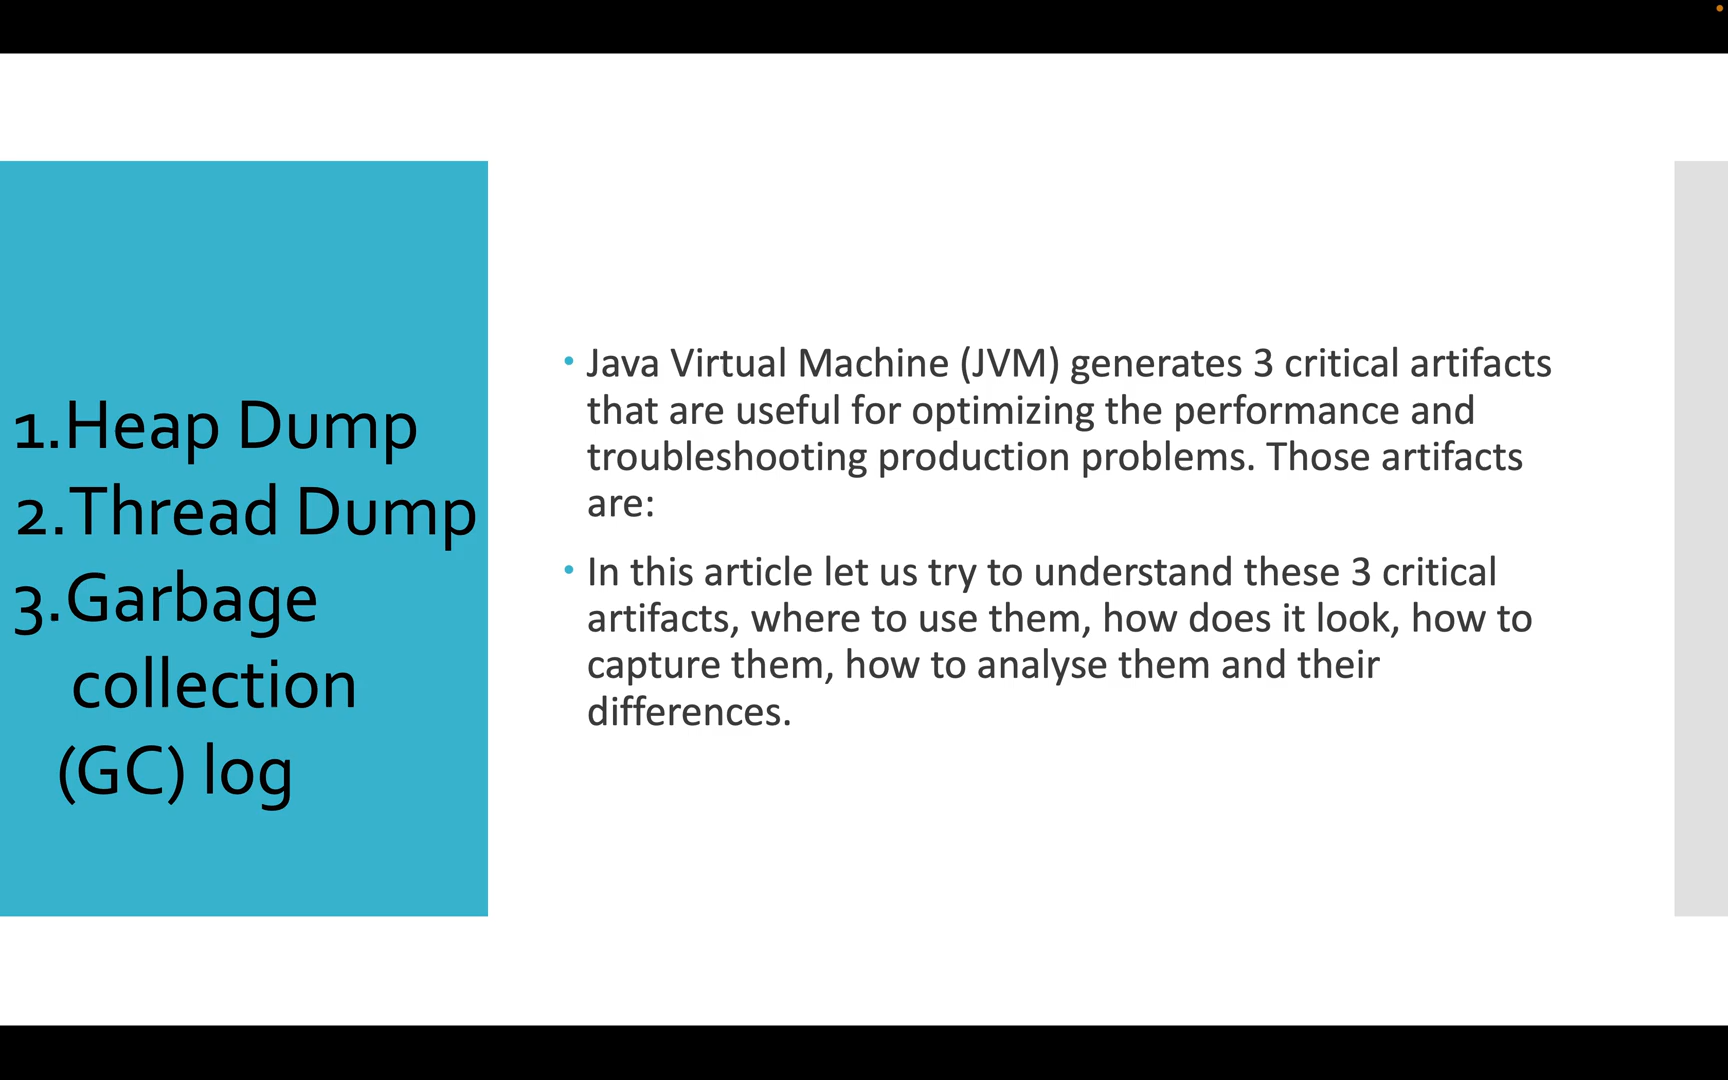 1.Heap Dump
2.Thread Dump
3.Garbage
collection
(GC) log
• Java Virtual Machine (JVM) generates 3 critical artifacts
that are useful for optimizing the performance and
troubleshooting production problems. Those artifacts
are:
• In this article let us try to understand these 3 critical
artifacts, where to use them, how does it look, how to
capture them, how to analyse them and their
differences.